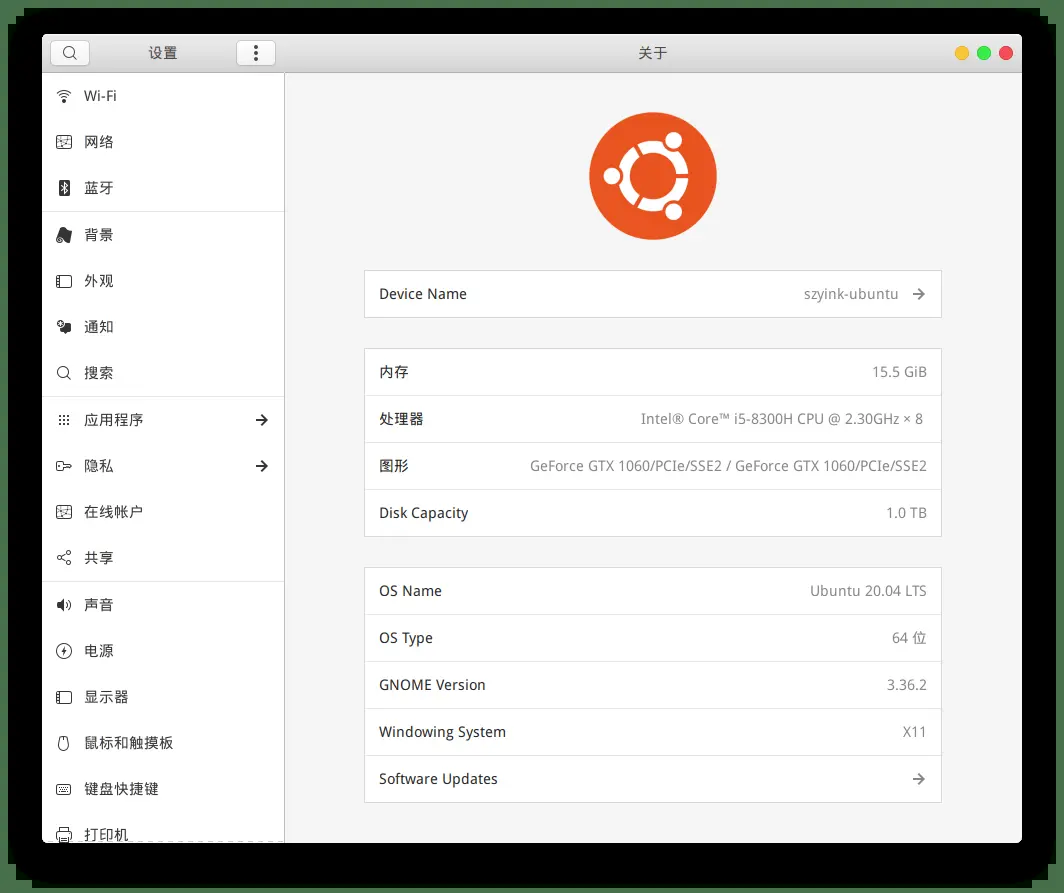 设置
关于
Wi-Fi
网络
蓝牙
背景
外观
通知
搜索
应用程序
隐私
在线帐户
共享
声音
电源
显示器
鼠标和触摸板
键盘快捷键
打印机
Device Name szyink-ubuntu
内存 15.5 GiB
处理器 Intel® Core™ i5-8300H CPU @ 2.30GHz × 8
图形 GeForce GTX 1060/PCIe/SSE2 / GeForce GTX 1060/PCIe/SSE2
Disk Capacity 1.0 TB
OS Name Ubuntu 20.04 LTS
OS Type 64 位
GNOME Version 3.36.2
Windowing System X11
Software Updates